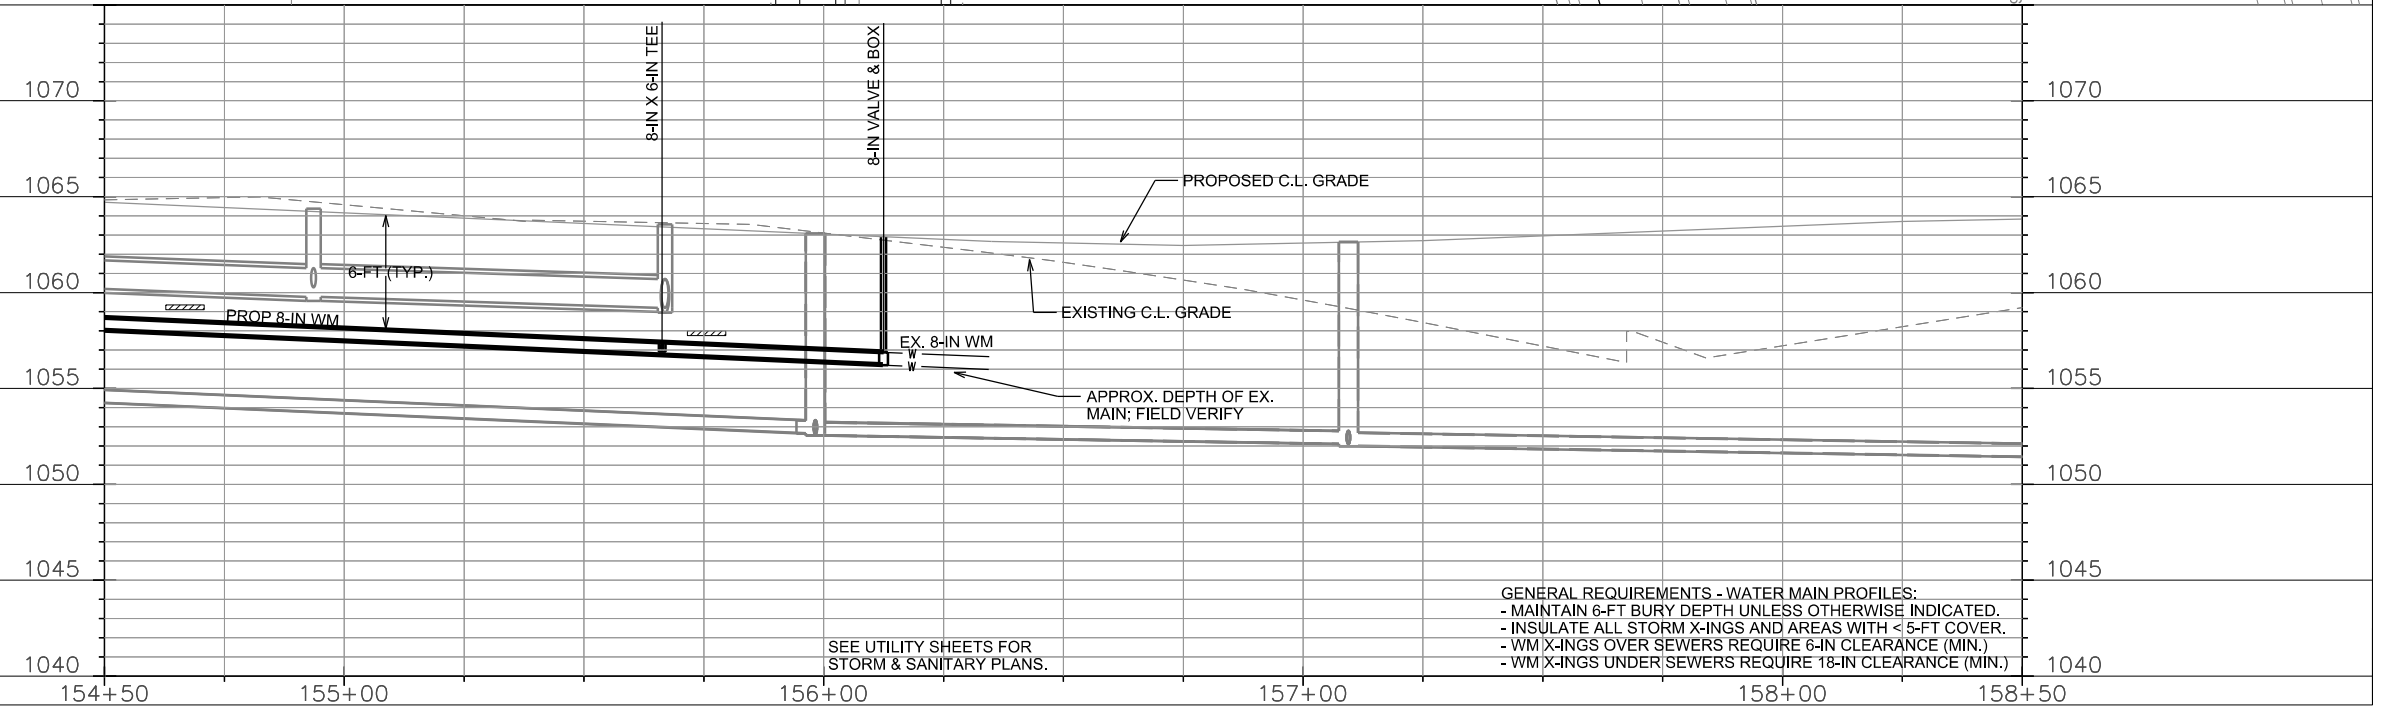 8-IN X 6-IN TEE
8-IN VALVE & BOX
1070
1070
PROPOSED C.L. GRADE
1065
1065
6-FT (TYP.)
1060
1060
EXISTING C.L. GRADE
PROP 8-IN WM
EX. 8-IN WM
W
W
1055
1055
APPROX. DEPTH OF EX.
MAIN; FIELD VERIFY
1050
1050
1045
1045
GENERAL REQUIREMENTS - WATER MAIN PROFILES:
- MAINTAIN 6-FT BURY DEPTH UNLESS OTHERWISE INDICATED.
- INSULATE ALL STORM X-INGS AND AREAS WITH < 5-FT COVER.
- WM X-INGS OVER SEWERS REQUIRE 6-IN CLEARANCE (MIN.)
- WM X-INGS UNDER SEWERS REQUIRE 18-IN CLEARANCE (MIN.)
SEE UTILITY SHEETS FOR
STORM & SANITARY PLANS.
1040
1040
154+50
155+00
156+00
157+00
158+00
158+50